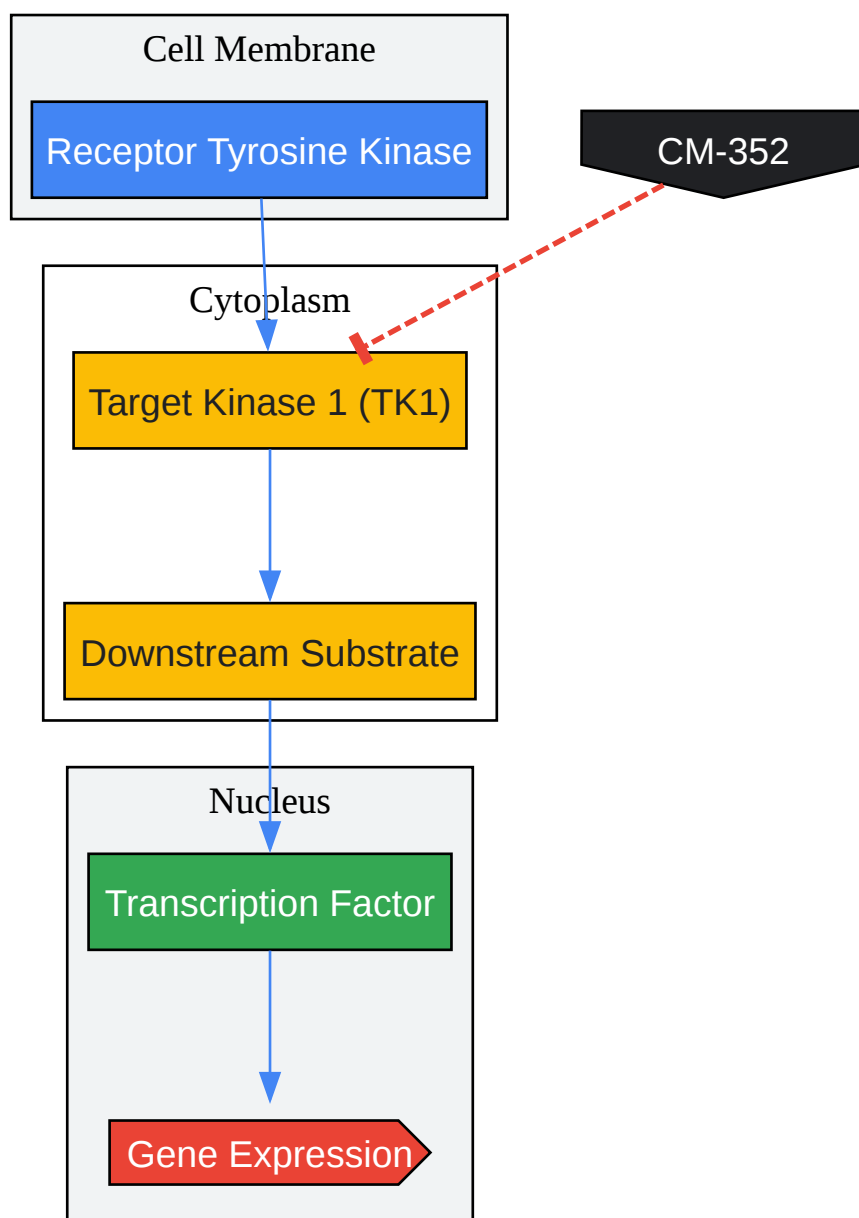 Cell Membrane
Receptor Tyrosine Kinase
CM-352
Cytoplasm
Target Kinase 1 (TK1)
Downstream Substrate
Nucleus
Transcription Factor
Gene Expression